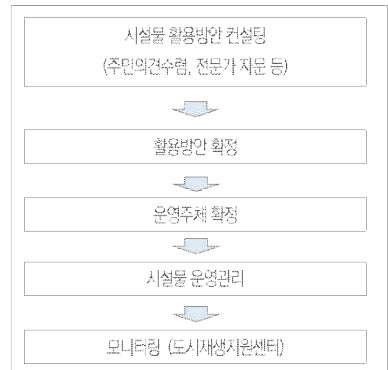 시설물 활용방안 컨설팅
(주민의견수렴, 전문가 자문 등)
활용방안 확정
운영주체 확정
시설물 운영관리
모니터링 (도시재생지원센터)